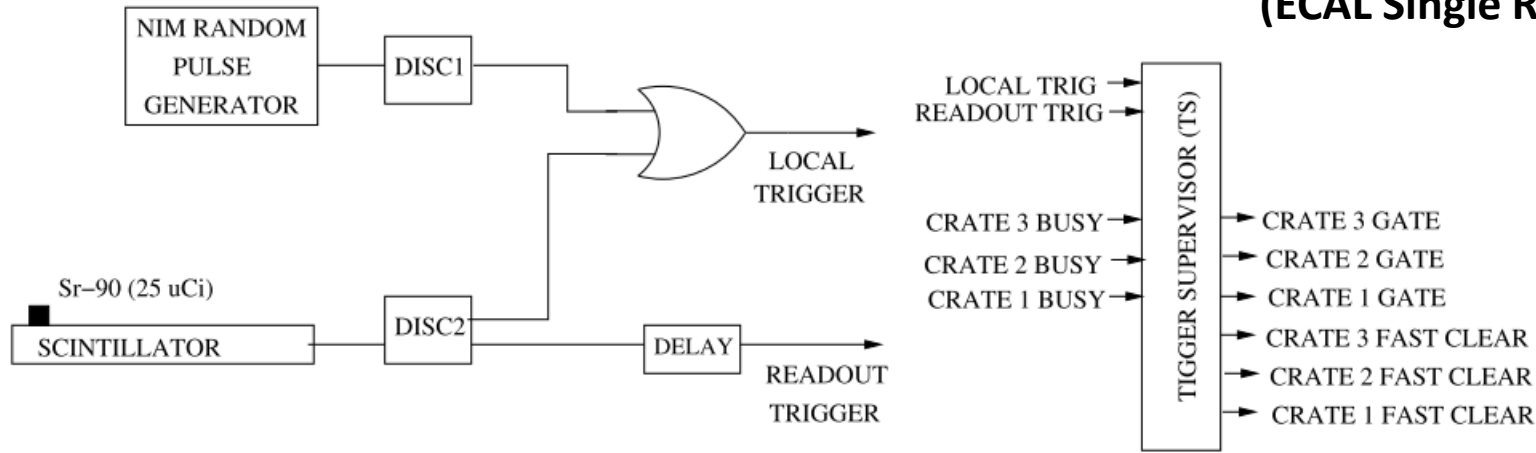 (ECAL Single R
NIM RANDOM
PULSE
GENERATOR
DISC1
LOCAL
TRIGGER
Sr−90 (25 uCi)
SCINTILLATOR
DISC2
DELAY
READOUT
TRIGGER
LOCAL TRIG
READOUT TRIG
CRATE 3 BUSY
CRATE 2 BUSY
CRATE 1 BUSY
TIGGER SUPERVISOR (TS)
CRATE 3 GATE
CRATE 2 GATE
CRATE 1 GATE
CRATE 3 FAST CLEAR
CRATE 2 FAST CLEAR
CRATE 1 FAST CLEAR